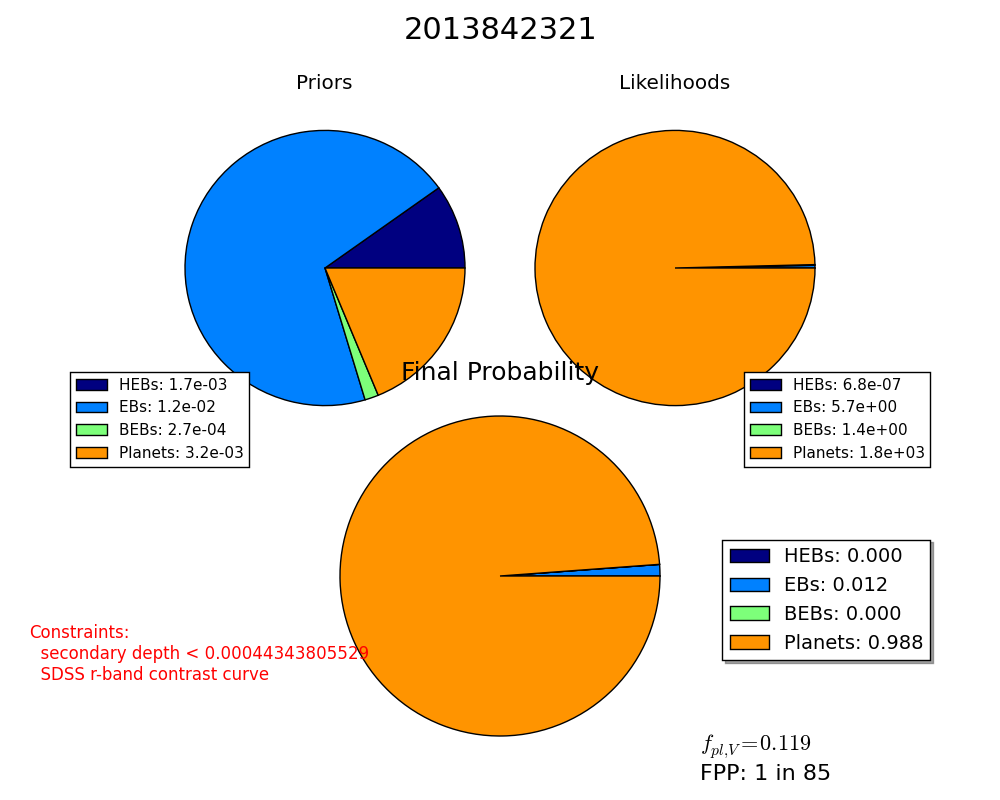 2013842321
Priors
Likelihoods
Final Probability
HEBs: 1.7e-03
EBs: 1.2e-02
BEBs: 2.7e-04
Planets: 3.2e-03
HEBs: 6.8e-07
EBs: 5.7e+00
BEBs: 1.4e+00
Planets: 1.8e+03
HEBs: 0.000
EBs: 0.012
BEBs: 0.000
Planets: 0.988
Constraints:
secondary depth < 0.00044343805529
SDSS r-band contrast curve
f_{pl,V}=0.119
FPP: 1 in 85